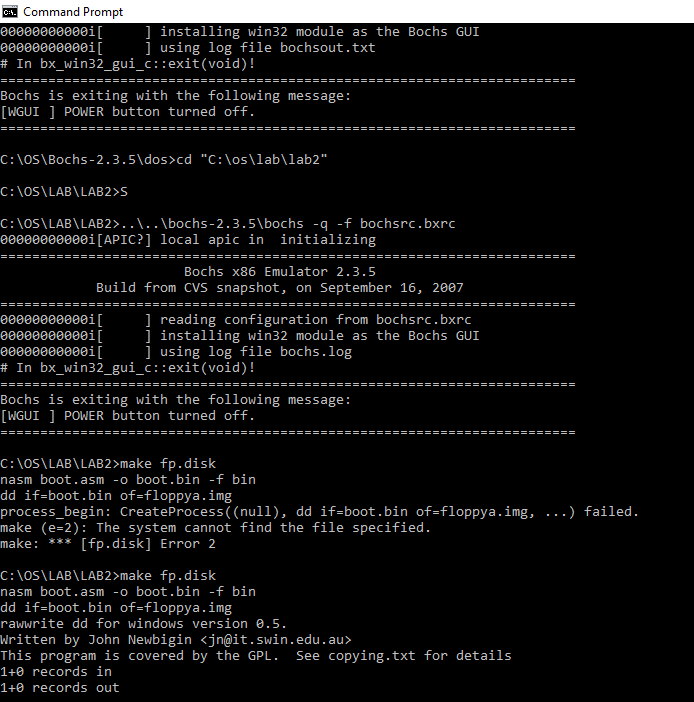 Command Prompt
00000000000i[     ] installing win32 module as the Bochs GUI
00000000000i[     ] using log file bochsout.txt
# In bx_win32_gui_c::exit(void)!
========================================================================
Bochs is exiting with the following message:
[WGUI ] POWER button turned off.
========================================================================
C:\OS\Bochs-2.3.5\dos>cd "C:\os\lab\lab2"
C:\OS\LAB\LAB2>S
C:\OS\LAB\LAB2>..\..\bochs-2.3.5\bochs -q -f bochsrc.bxrc
00000000000i[APIC?] local apic in  initializing
========================================================================
Bochs x86 Emulator 2.3.5
Build from CVS snapshot, on September 16, 2007
========================================================================
00000000000i[     ] reading configuration from bochsrc.bxrc
00000000000i[     ] installing win32 module as the Bochs GUI
00000000000i[     ] using log file bochs.log
# In bx_win32_gui_c::exit(void)!
========================================================================
Bochs is exiting with the following message:
[WGUI ] POWER button turned off.
========================================================================
C:\OS\LAB\LAB2>make fp.disk
nasm boot.asm -o boot.bin -f bin
dd if=boot.bin of=floppya.img
process_begin: CreateProcess((null), dd if=boot.bin of=floppya.img, ...) failed.
make (e=2): The system cannot find the file specified.
make: *** [fp.disk] Error 2
C:\OS\LAB\LAB2>make fp.disk
nasm boot.asm -o boot.bin -f bin
dd if=boot.bin of=floppya.img
rawwrite dd for windows version 0.5.
Written by John Newbigin <jn@it.swin.edu.au>
This program is covered by the GPL.  See copying.txt for details
1+0 records in
1+0 records out